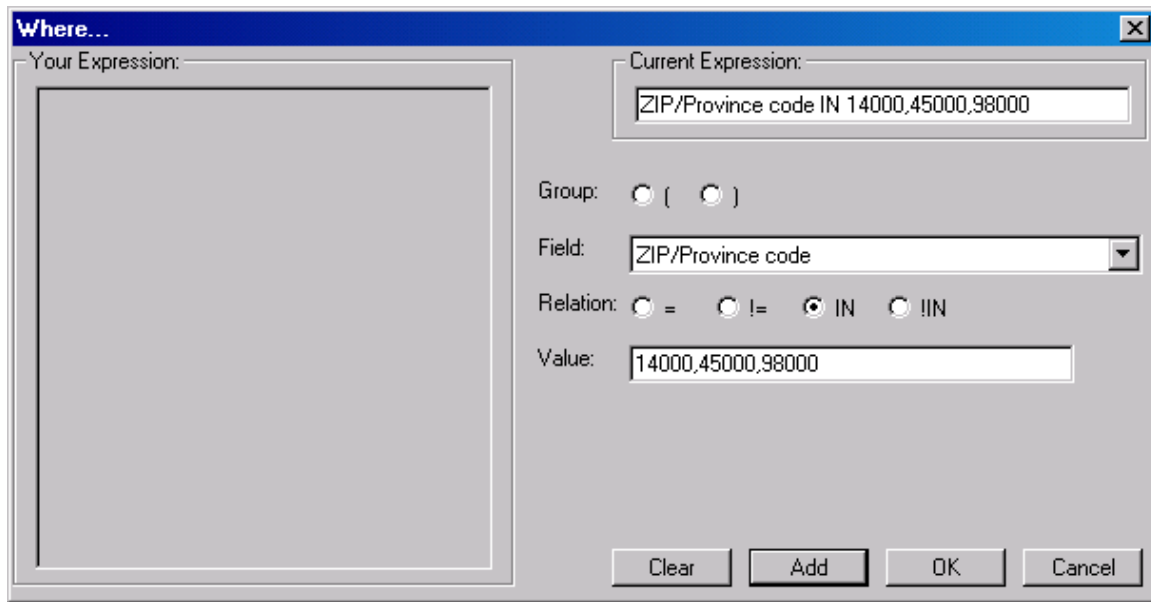 Where...
Your Expression:
Current Expression:
ZIP/Province code IN 14000,45000,98000
Group: ( )
Field: ZIP/Province code
Relation: = != IN !IN
Value: 14000,45000,98000
Clear Add OK Cancel